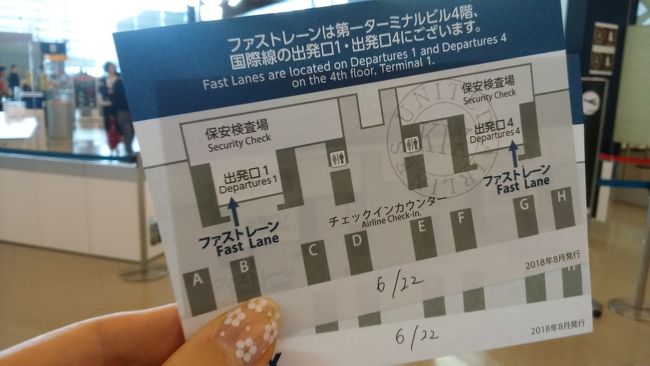 ファストレーンは第一ターミナルビル4階、
国際線の出発口1・出発口4にございます。
Fast Lanes are located on Departures 1 and Departures 4
on the 4th floor, Terminal 1.
保安検査場
Security Check
出発口1
Departures 1
ファストレーン
Fast Lane
保安検査場
Security Check
出発口4
Departures 4
ファストレーン
Fast Lane
UNITED
チェックインカウンター
Airline Check-in.
A
B
C
D
E
F
G
H
6/22
2018年8月発行
H
6/22
2018年8月発行